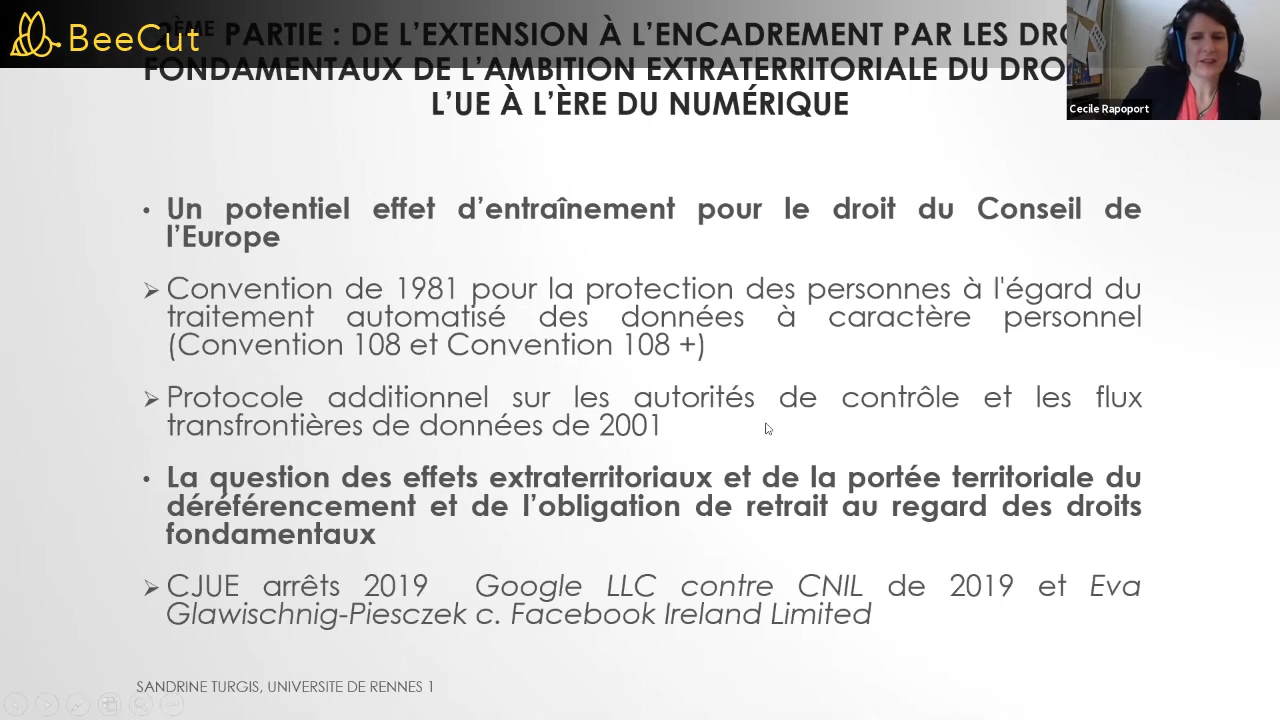 BeeCut
2ÈME PARTIE : DE L'EXTENSION À L'ENCADREMENT PAR LES
FONDAMENTAUX DE L'AMBITION EXTRATERRITORIALE DU
L'UE À L'ÈRE DU NUMÉRIQUE
Cecile Rapoport
• Un potentiel effet d'entraînement pour le droit du Conseil de
l'Europe
➢ Convention de 1981 pour la protection des personnes à l'égard du
traitement automatisé des données à caractère personnel
(Convention 108 et Convention 108 +)
➢ Protocole additionnel sur les autorités de contrôle et les flux
transfrontières de données de 2001
• La question des effets extraterritoriaux et de la portée territoriale du
déréférencement et de l'obligation de retrait au regard des droits
fondamentaux
➢ CJUE arrêts 2019 Google LLC contre CNIL de 2019 et Eva
Glawischnig-Piesczek c. Facebook Ireland Limited
SANDRINE TURGIS, UNIVERSITE DE RENNES 1